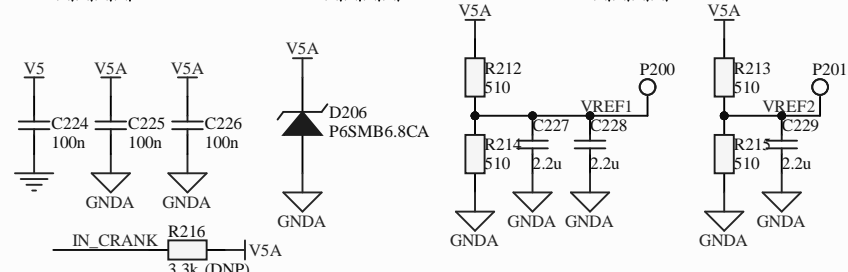 V5A
V5A
V5
V5A
V5A
V5A
P200
P201
R212
510
R213
510
VREF1
VREF2
C224
100n
C225
100n
C226
100n
D206
P6SMB6.8CA
R214
510
C227
2.2u
C228
2.2u
R215
510
C229
2.2u
GNDA
GNDA
GNDA
GNDA
GNDA
GNDA
GNDA
GNDA
IN_CRANK
R216
3.3k (DNP)
V5A